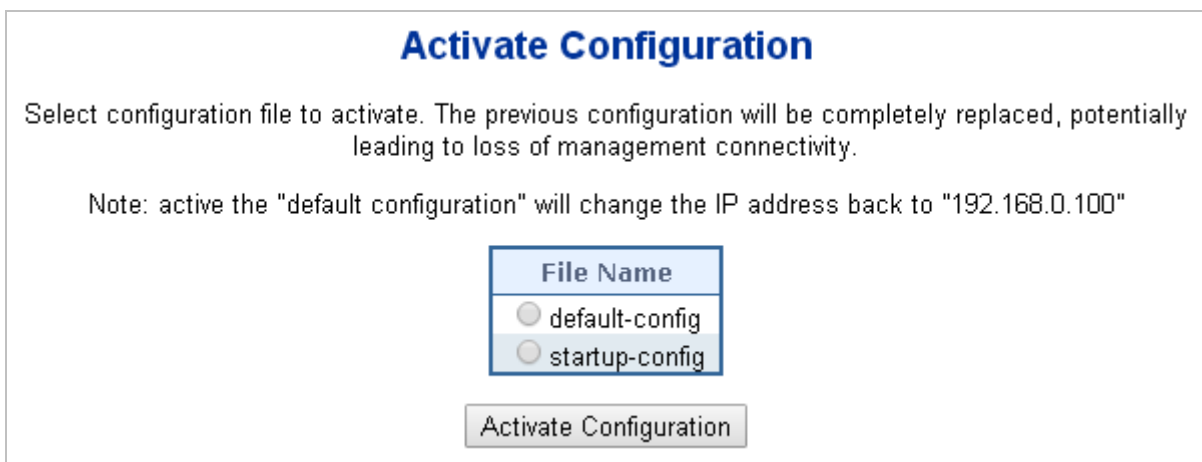 Activate Configuration
Select configuration file to activate. The previous configuration will be completely replaced, potentially
leading to loss of management connectivity.
Note: active the "default configuration" will change the IP address back to "192.168.0.100"
File Name
default-config
startup-config
Activate Configuration